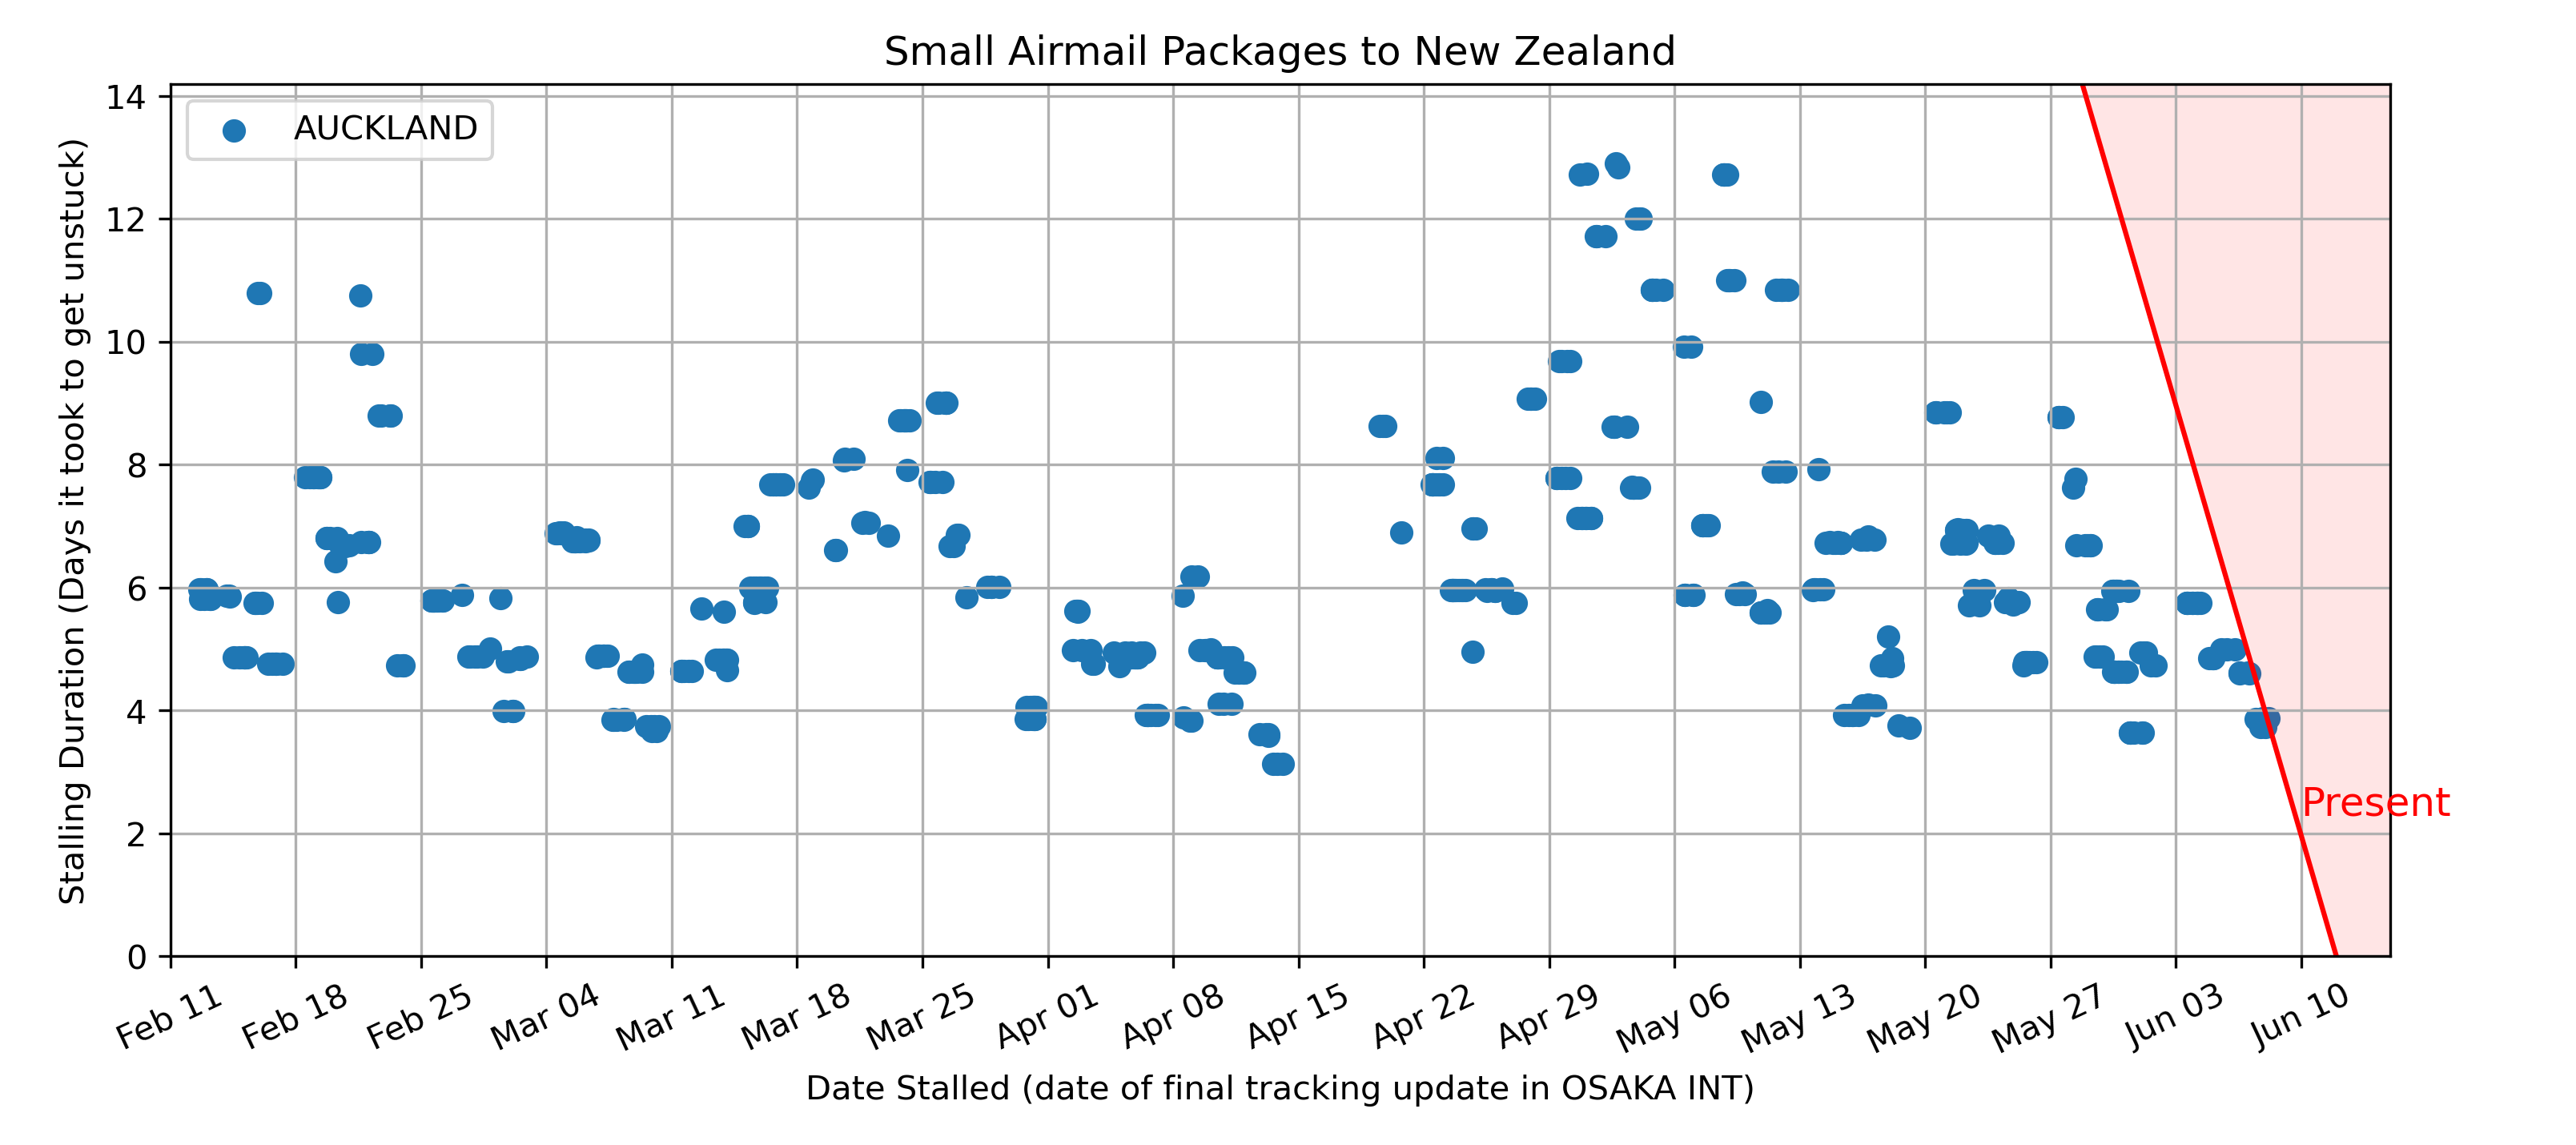 Small Airmail Packages to New Zealand
AUCKLAND
Stalling Duration (Days it took to get unstuck)
14
12
10
8
6
4
2
0
Present
Feb 11 Feb 18 Feb 25 Mar 04 Mar 11 Mar 18 Mar 25 Apr 01 Apr 08 Apr 15 Apr 22 Apr 29 May 06 May 13 May 20 May 27 Jun 03 Jun 10
Date Stalled (date of final tracking update in OSAKA INT)